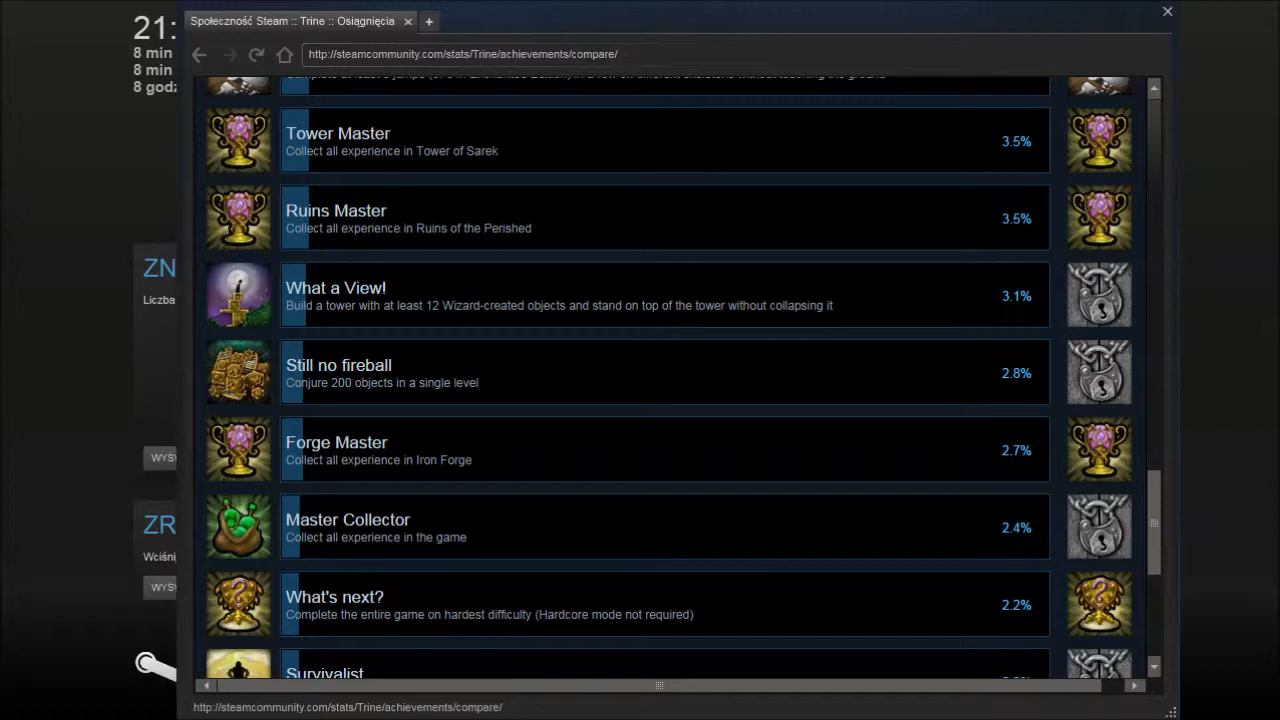 21:
8 min
8 min
8 godz
ZN
Liczba
WYŚW
ZR
Wciśnij
WYŚW
Społeczność Steam :: Trine :: Osiągnięcia
http://steamcommunity.com/stats/Trine/achievements/compare/
Tower Master
Collect all experience in Tower of Sarek
3.5%
Ruins Master
Collect all experience in Ruins of the Perished
3.5%
What a View!
Build a tower with at least 12 Wizard-created objects and stand on top of the tower without collapsing it
3.1%
Still no fireball
Conjure 200 objects in a single level
2.8%
Forge Master
Collect all experience in Iron Forge
2.7%
Master Collector
Collect all experience in the game
2.4%
What's next?
Complete the entire game on hardest difficulty (Hardcore mode not required)
2.2%
Survivalist
http://steamcommunity.com/stats/Trine/achievements/compare/